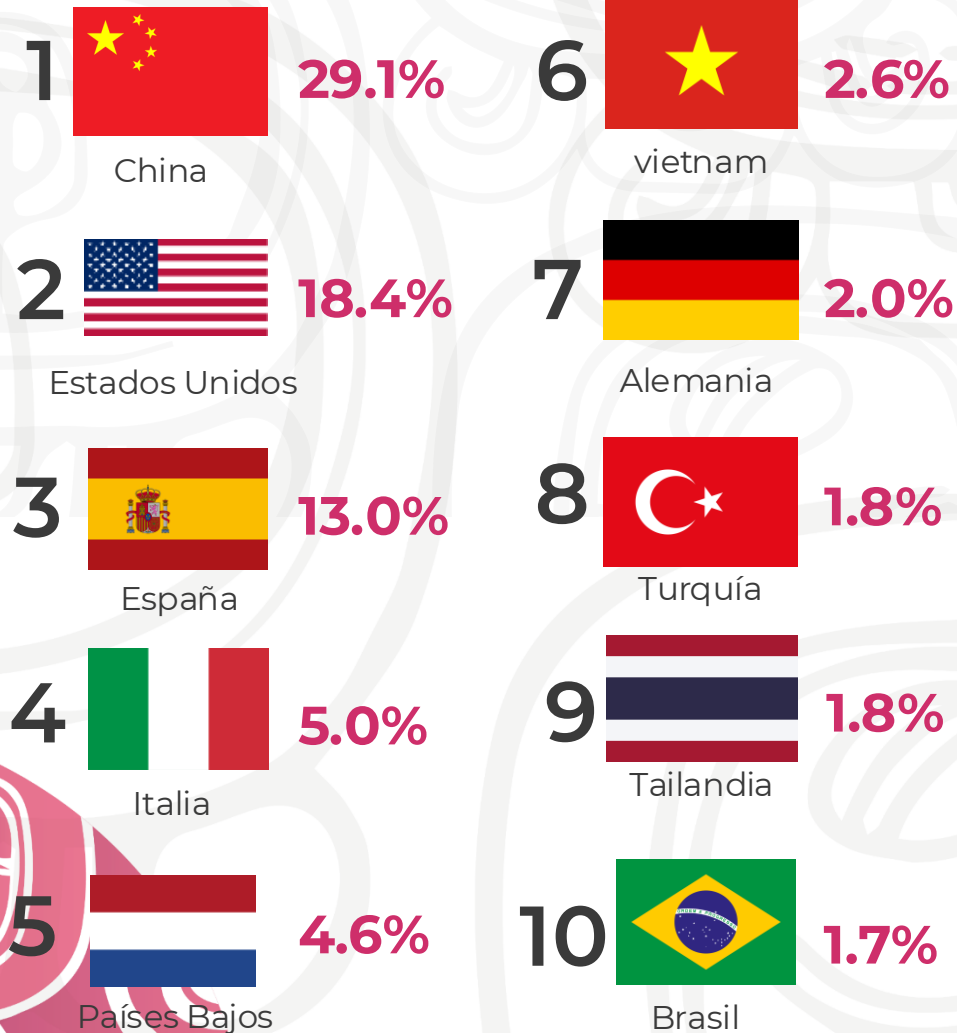 1
29.1%
China
2
18.4%
Estados Unidos
3
13.0%
España
4
5.0%
Italia
5
4.6%
Países Bajos
6
2.6%
vietnam
7
2.0%
Alemania
8
1.8%
Turquía
9
1.8%
Tailandia
10
1.7%
Brasil